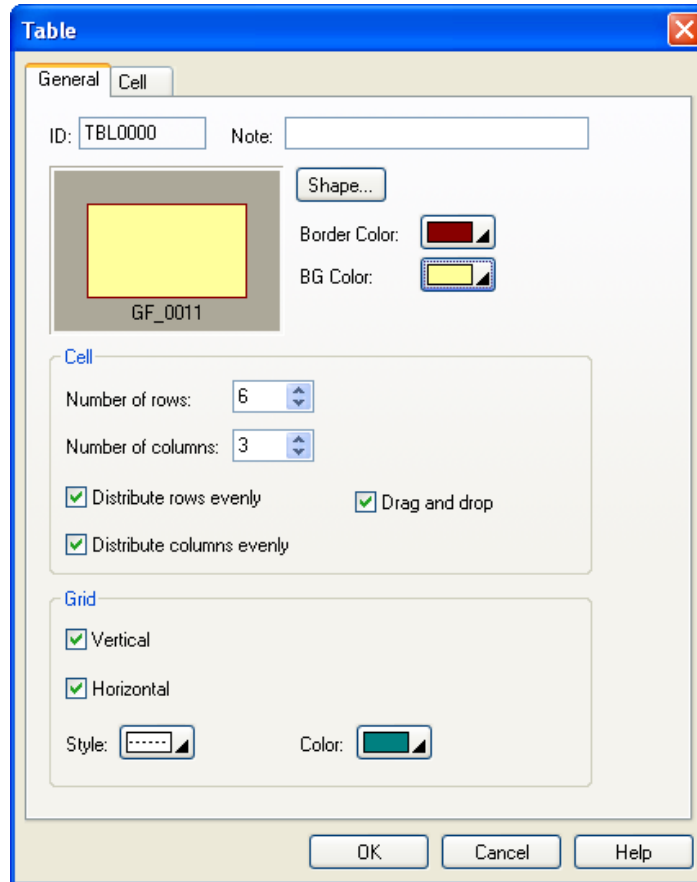 Table
General Cell
ID: TBL0000 Note:
Shape...
Border Color:
BG Color:
GF_0011
Cell
Number of rows: 6
Number of columns: 3
Distribute rows evenly Drag and drop
Distribute columns evenly
Grid
Vertical
Horizontal
Style: Color:
OK Cancel Help